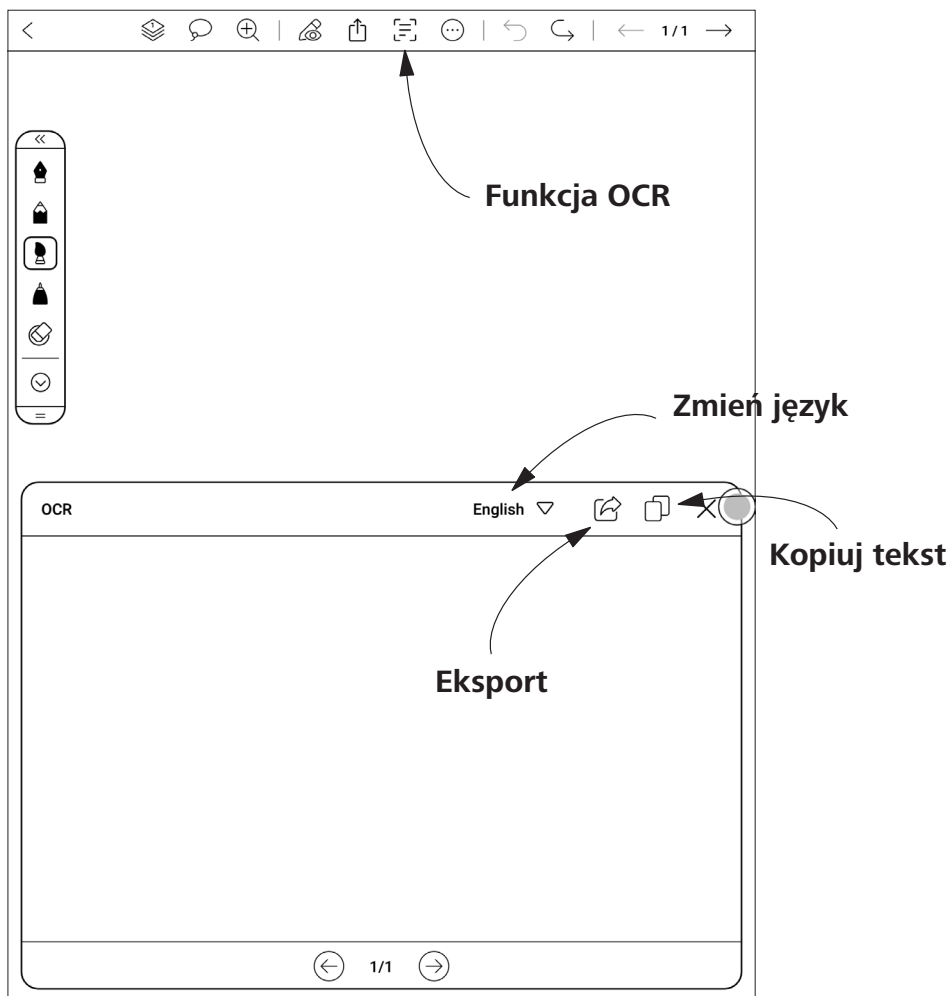 1/1
Funkcja OCR
Zmień język
OCR
English
Kopiuj tekst
Eksport
1/1